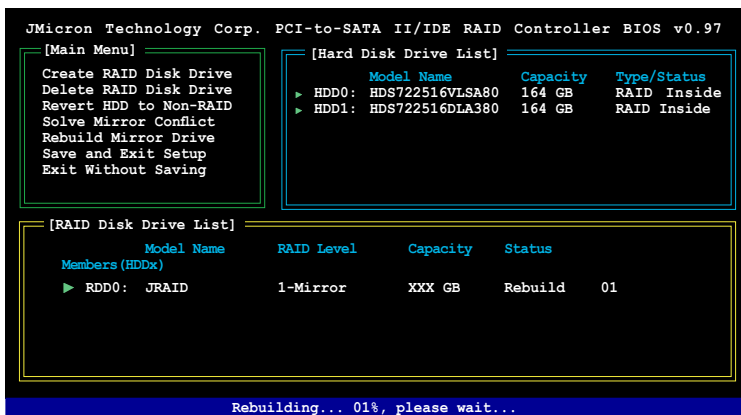 JMicron Technology Corp. PCI-to-SATA II/IDE RAID Controller BIOS v0.97
[Main Menu]
Create RAID Disk Drive
Delete RAID Disk Drive
Revert HDD to Non-RAID
Solve Mirror Conflict
Rebuild Mirror Drive
Save and Exit Setup
Exit Without Saving
[Hard Disk Drive List]
Model Name Capacity Type/Status
HDD0: HDS722516VLSA80 164 GB RAID Inside
HDD1: HDS722516DLA380 164 GB RAID Inside
[RAID Disk Drive List]
Model Name RAID Level Capacity Status
Members(HDDx)
RDD0: JRAID 1-Mirror XXX GB Rebuild 01
Rebuilding... 01%, please wait...